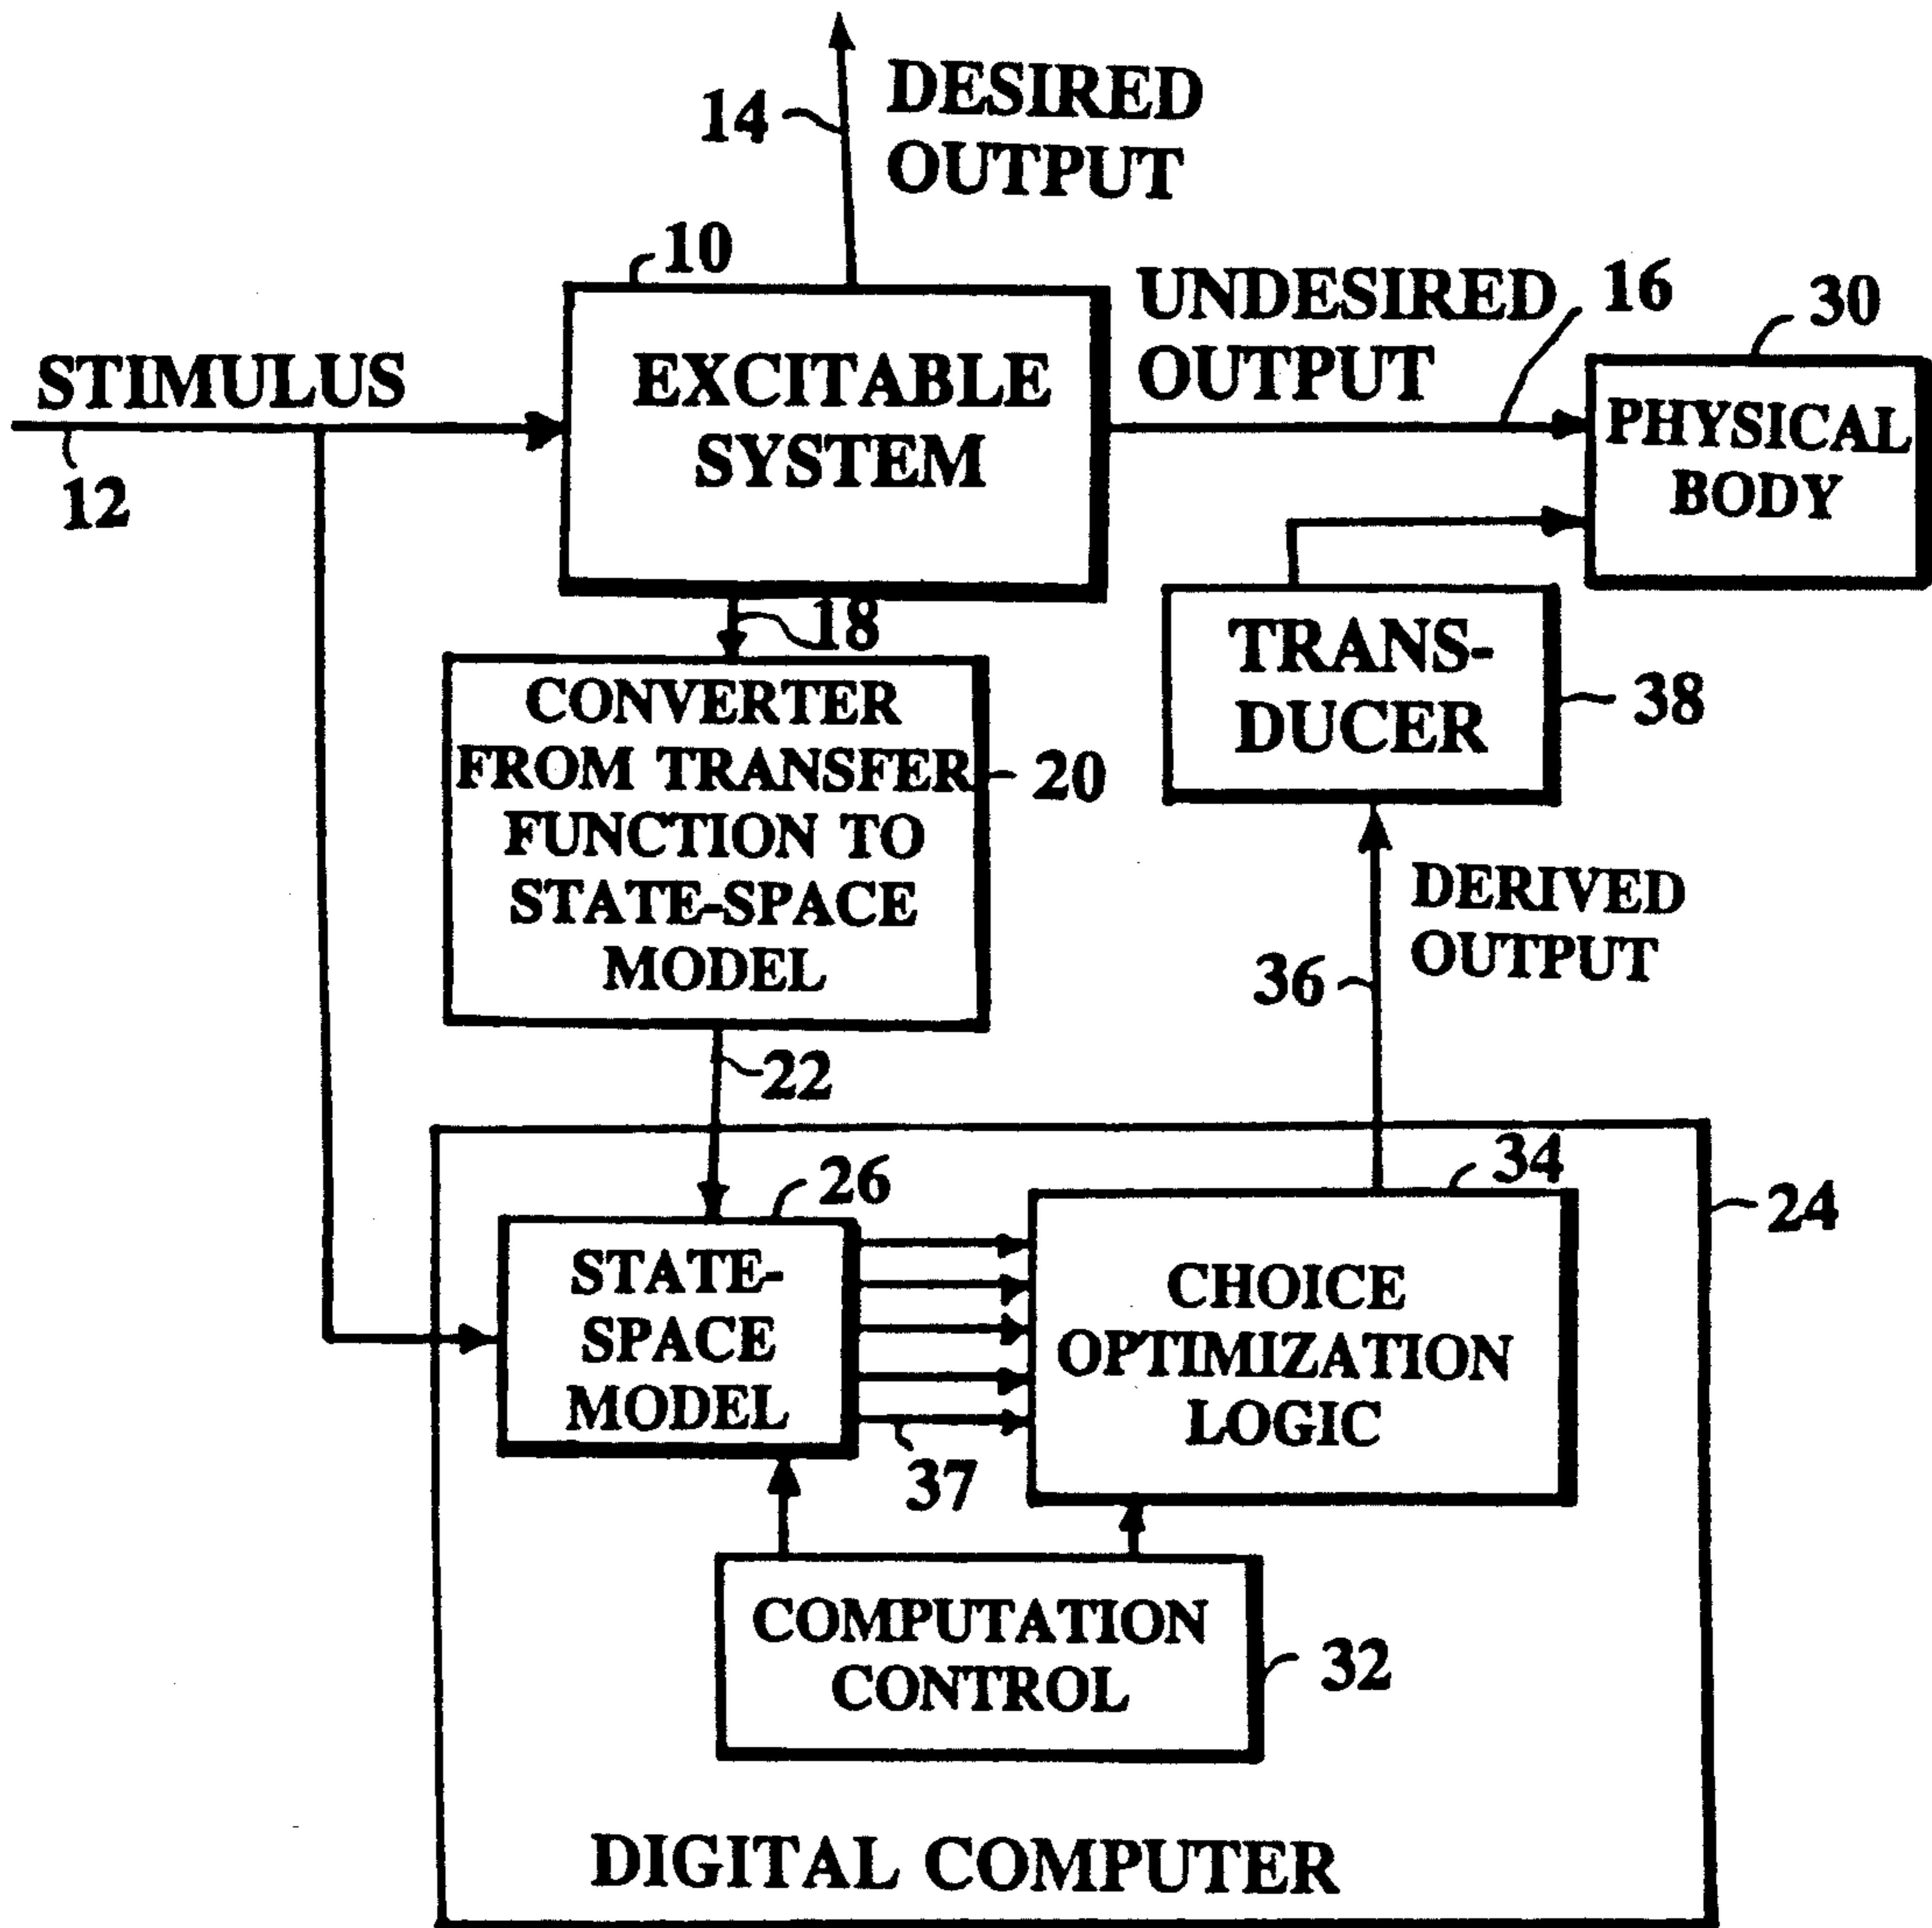 14
DESIRED
OUTPUT
10
UNDESIRED
OUTPUT
16
30
STIMULUS
12
EXCITABLE
SYSTEM
PHYSICAL
BODY
18
CONVERTER
FROM TRANSFER
FUNCTION TO
STATE-SPACE
MODEL
20
TRANS-
DUCER
38
DERIVED
OUTPUT
36
22
26
34
24
STATE-
SPACE
MODEL
37
CHOICE
OPTIMIZATION
LOGIC
COMPUTATION
CONTROL
32
DIGITAL COMPUTER